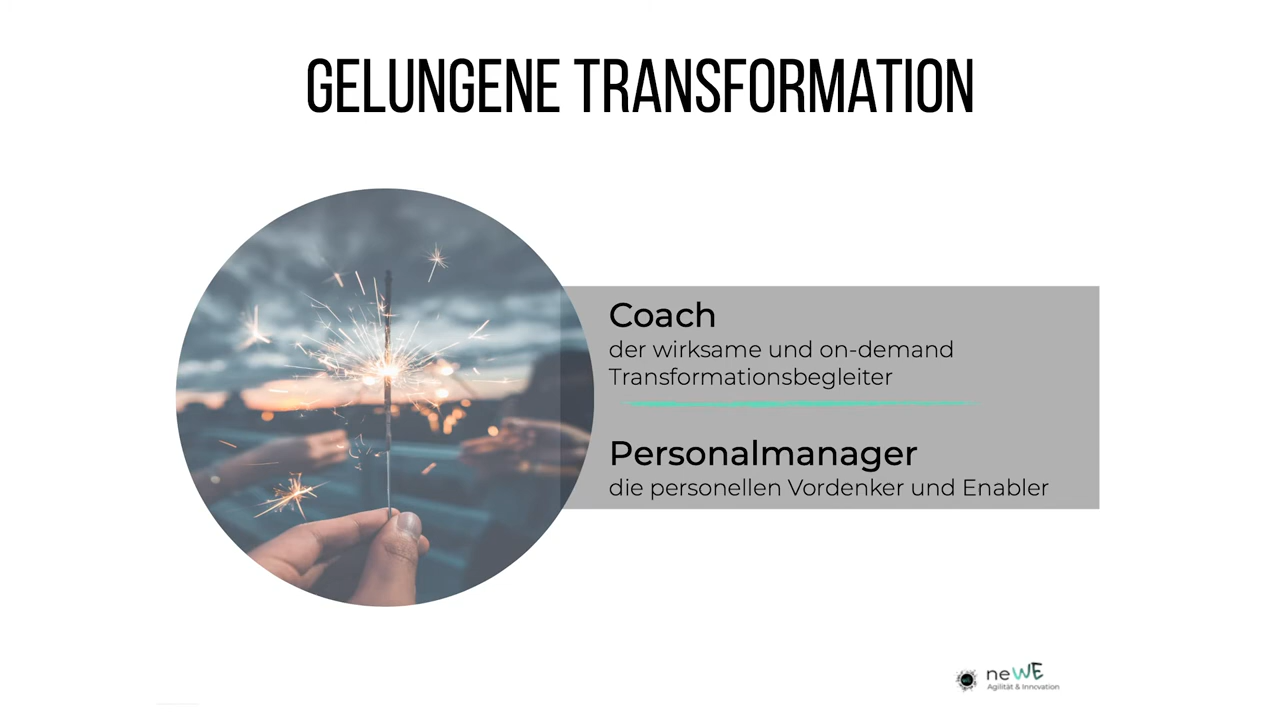 GELUNGENE TRANSFORMATION
Coach
der wirksame und on-demand
Transformationsbegleiter
Personalmanager
die personellen Vordenker und Enabler
neWE
Agilität & Innovation